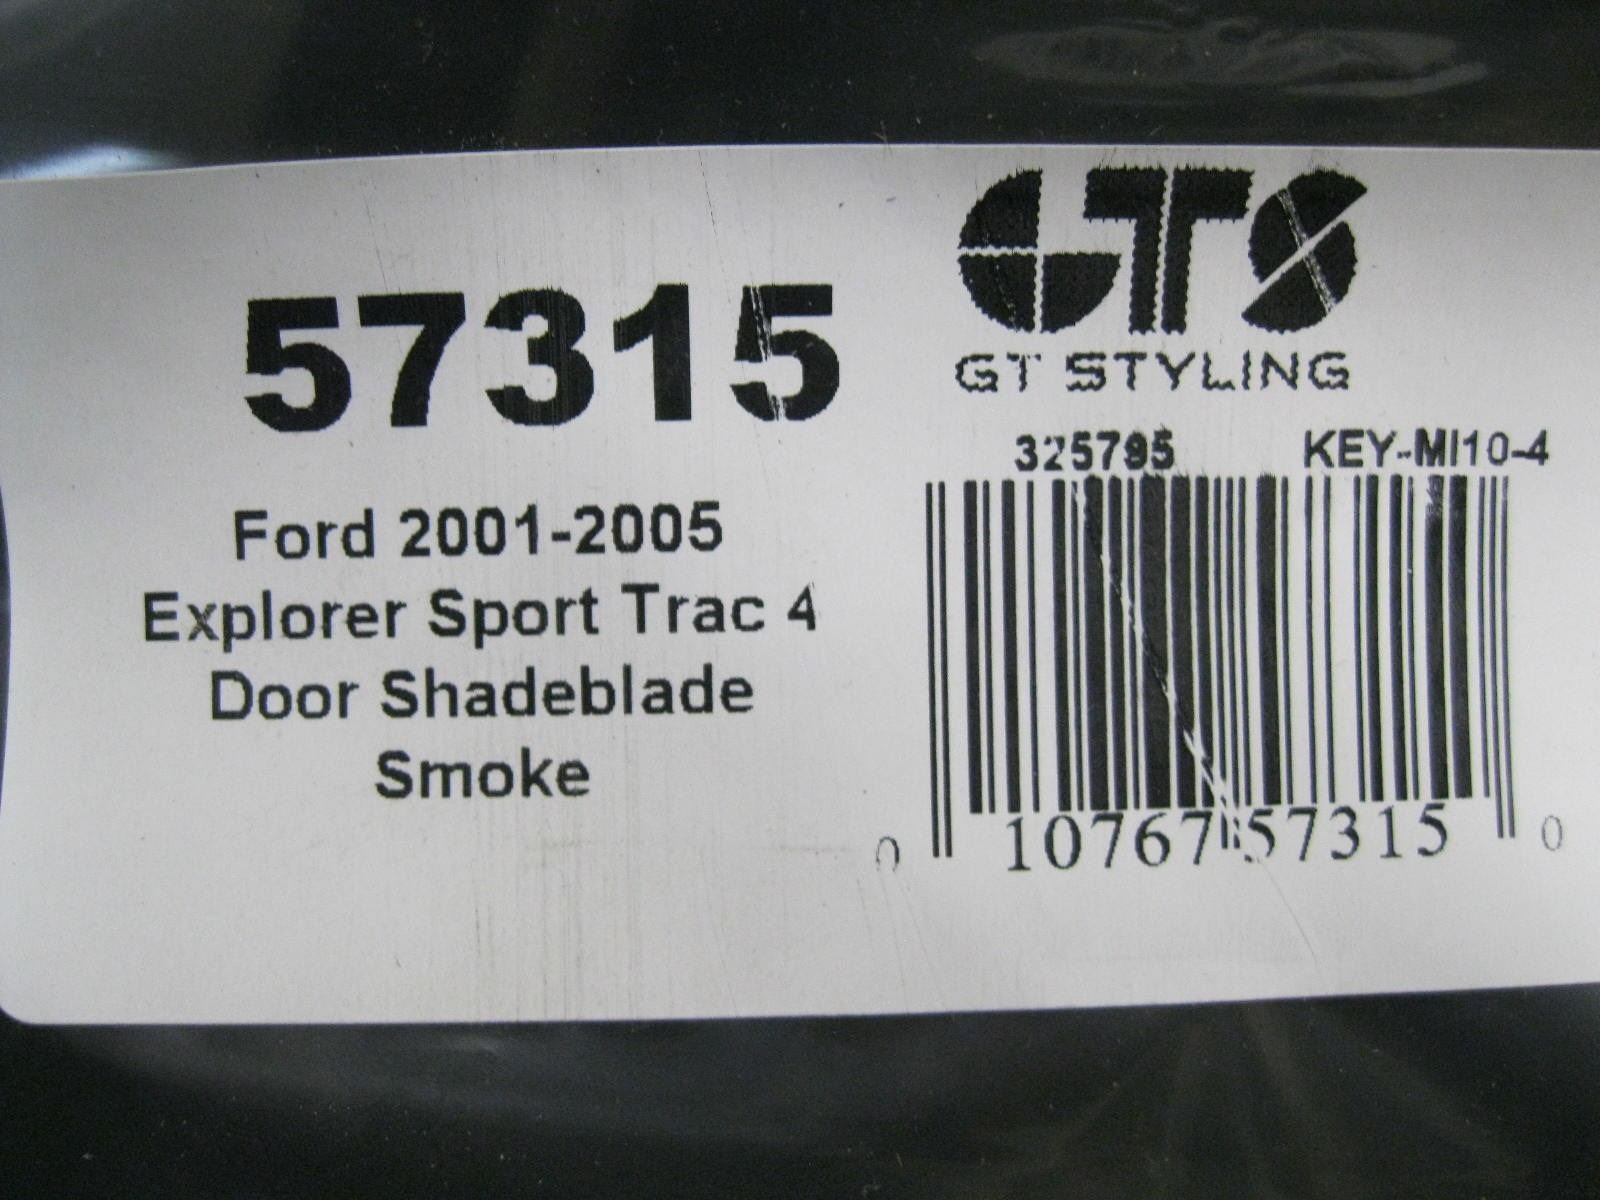 57315
GTS
GT STYLING
325795 KEY-MI10-4
Ford 2001-2005
Explorer Sport Trac 4
Door Shadeblade
Smoke
0 10767 57315 0